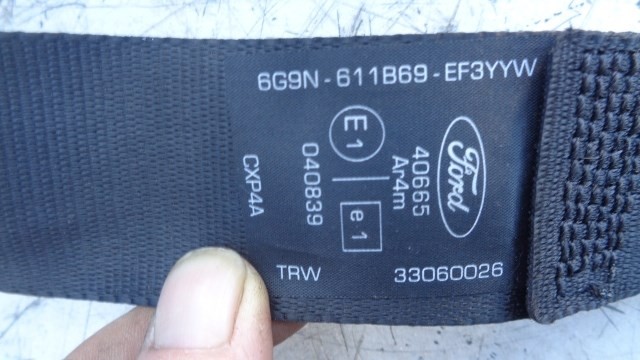 6G9N-611B69-EF3YYW
Ford
40665
Ar4m
E1
e1
040839
CXP4A
TRW 33060026